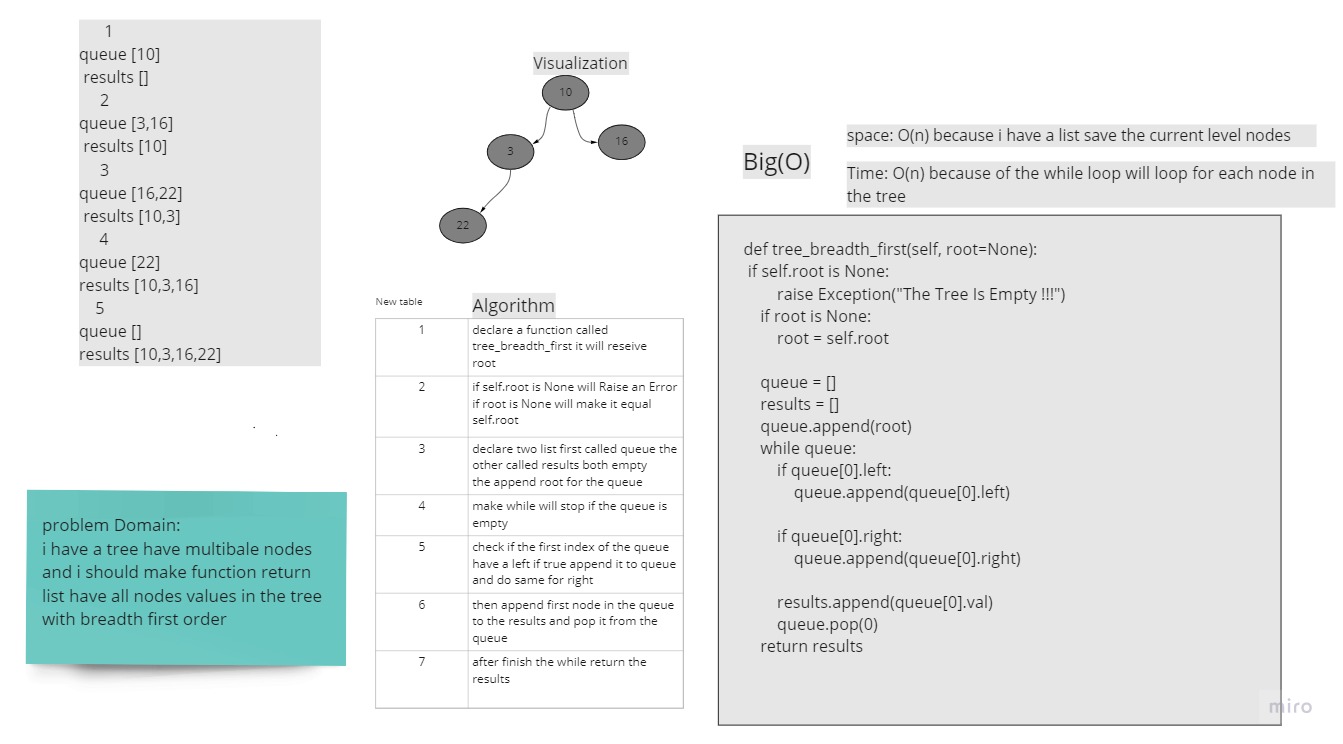 1
queue [10]
results []
2
queue [3,16]
results [10]
3
queue [16,22]
results [10,3]
4
queue [22]
results [10,3,16]
5
queue []
results [10,3,16,22]
problem Domain:
i have a tree have multibale nodes
and i should make function return
list have all nodes values in the tree
with breadth first order
Visualization
10
3
16
22
New table
Algorithm
1
declare a function called
tree_breadth_first it will reseive
root
2
if self.root is None will Raise an Error
if root is None will make it equal
self.root
3
declare two list first called queue the
other called results both empty
the append root for the queue
4
make while will stop if the queue is
empty
5
check if the first index of the queue
have a left if true append it to queue
and do same for right
6
then append first node in the queue
to the results and pop it from the
queue
7
after finish the while return the
results
Big(O)
space: O(n) because i have a list save the current level nodes
Time: O(n) because of the while loop will loop for each node in
the tree
def tree_breadth_first(self, root=None):
if self.root is None:
raise Exception("The Tree Is Empty !!!")
if root is None:
root = self.root
queue = []
results = []
queue.append(root)
while queue:
if queue[0].left:
queue.append(queue[0].left)
if queue[0].right:
queue.append(queue[0].right)
results.append(queue[0].val)
queue.pop(0)
return results
miro